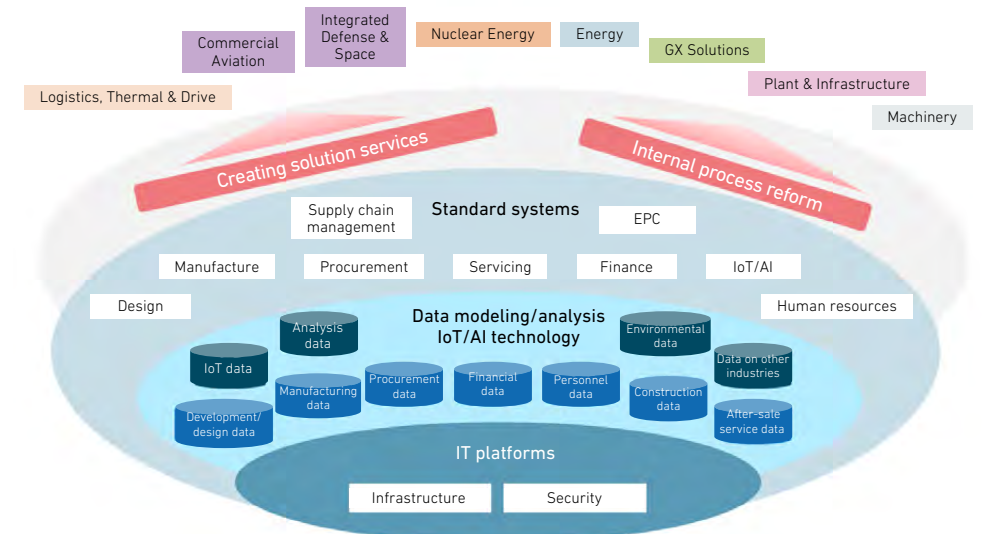 Integrated
Defense &
Space
Commercial
Aviation
Nuclear Energy
Energy
GX Solutions
Plant & Infrastructure
Logistics, Thermal & Drive
Machinery
Creating solution services
Internal process reform
Standard systems
Supply chain
management
EPC
Manufacture
Procurement
Servicing
Finance
IoT/AI
Design
Human resources
Data modeling/analysis
IoT/AI technology
Analysis
data
Environmental
data
IoT data
Data on other
industries
Manufacturing
data
Procurement
data
Financial
data
Personnel
data
Construction
data
Development/
design data
After-sale
service data
IT platforms
Infrastructure
Security